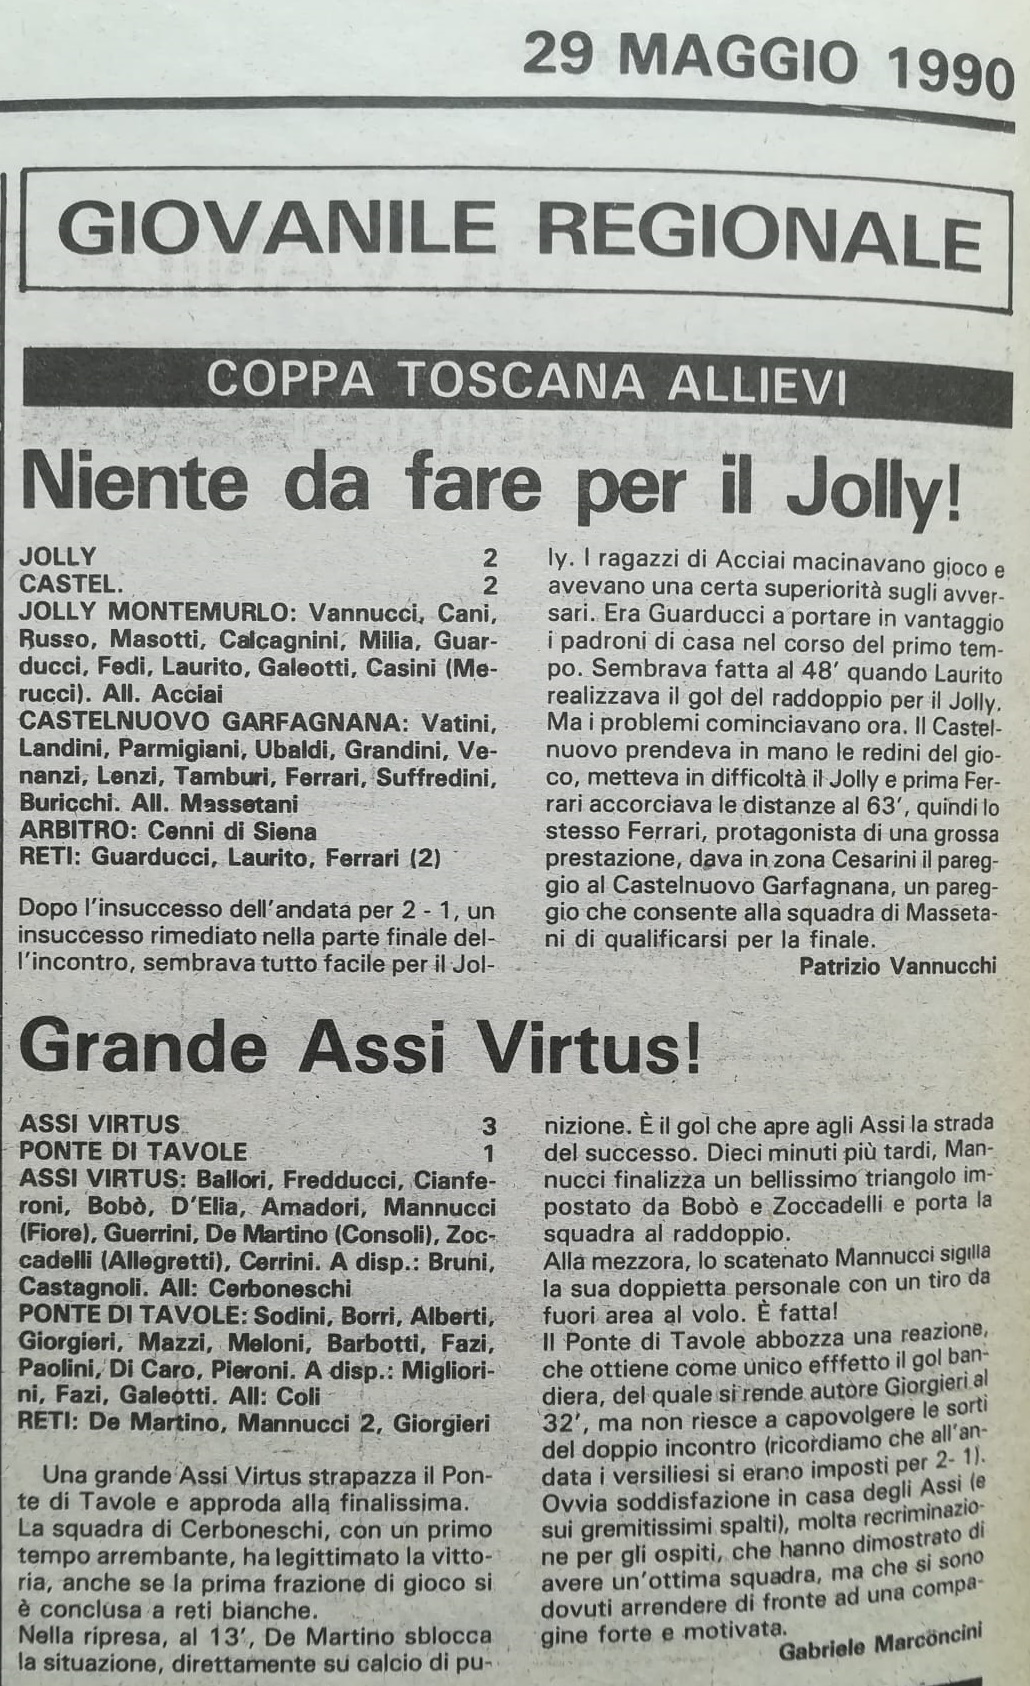 29 MAGGIO 1990
GIOVANILE REGIONALE
COPPA TOSCANA ALLIEVI
Niente da fare per il Jolly!
JOLLY 2
CASTEL. 2
JOLLY MONTEMURLO: Vannucci, Cani,
Russo, Masotti, Calcagnini, Milia, Guar-
ducci, Fedi, Laurito, Galeotti, Casini (Me-
rucci). All. Acciai
CASTELNUOVO GARFAGNANA: Vatini,
Landini, Parmigiani, Ubaldi, Grandini, Ve-
nanzi, Lenzi, Tamburi, Ferrari, Suffredini,
Buricchi. All. Massetani
ARBITRO: Cenni di Siena
RETI: Guarducci, Laurito, Ferrari (2)
Dopo l'insuccesso dell'andata per 2 - 1, un
insuccesso rimediato nella parte finale del-
l'incontro, sembrava tutto facile per il Jol-
ly. I ragazzi di Acciai macinavano gioco e
avevano una certa superiorità sugli avver-
sari. Era Guarducci a portare in vantaggio
i padroni di casa nel corso del primo tem-
po. Sembrava fatta al 48' quando Laurito
realizzava il gol del raddoppio per il Jolly.
Ma i problemi cominciavano ora. Il Castel-
nuovo prendeva in mano le redini del gio-
co, metteva in difficoltà il Jolly e prima Fer-
rari accorciava le distanze al 63', quindi lo
stesso Ferrari, protagonista di una grossa
prestazione, dava in zona Cesarini il pareg-
gio al Castelnuovo Garfagnana, un pareg-
gio che consente alla squadra di Masseta-
ni di qualificarsi per la finale.
Patrizio Vannucchi
Grande Assi Virtus!
ASSI VIRTUS 3
PONTE DI TAVOLE 1
ASSI VIRTUS: Ballori, Fredducci, Cianfe-
roni, Bobò, D'Elia, Amadori, Mannucci
(Fiore), Guerrini, De Martino (Consoli), Zoc-
cadelli (Allegretti), Cerrini. A disp.: Bruni,
Castagnoli. All: Cerboneschi
PONTE DI TAVOLE: Sodini, Borri, Alberti,
Giorgieri, Mazzi, Meloni, Barbotti, Fazi,
Paolini, Di Caro, Pieroni. A disp.: Migliori-
ni, Fazi, Galeotti. All: Coli
RETI: De Martino, Mannucci 2, Giorgieri
Una grande Assi Virtus strapazza il Pon-
te di Tavole e approda alla finalissima.
La squadra di Cerboneschi, con un primo
tempo arrembante, ha legittimato la vitto-
ria, anche se la prima frazione di gioco si
è conclusa a reti bianche.
Nella ripresa, al 13', De Martino sblocca
la situazione, direttamente su calcio di pu-
nizione. È il gol che apre agli Assi la strada
del successo. Dieci minuti più tardi, Man-
nucci finalizza un bellissimo triangolo im-
postato da Bobò e Zoccadelli e porta la
squadra al raddoppio.
Alla mezzora, lo scatenato Mannucci sigilla
la sua doppietta personale con un tiro da
fuori area al volo. È fatta!
Il Ponte di Tavole abbozza una reazione,
che ottiene come unico efffetto il gol ban-
diera, del quale si rende autore Giorgieri al
32', ma non riesce a capovolgere le sorti
del doppio incontro (ricordiamo che all'an-
data i versiliesi si erano imposti per 2- 1).
Ovvia soddisfazione in casa degli Assi (e
sui gremitissimi spalti), molta recriminazio-
ne per gli ospiti, che hanno dimostrato di
avere un'ottima squadra, ma che si sono
dovuti arrendere di fronte ad una compa-
gine forte e motivata.
Gabriele Marconcini